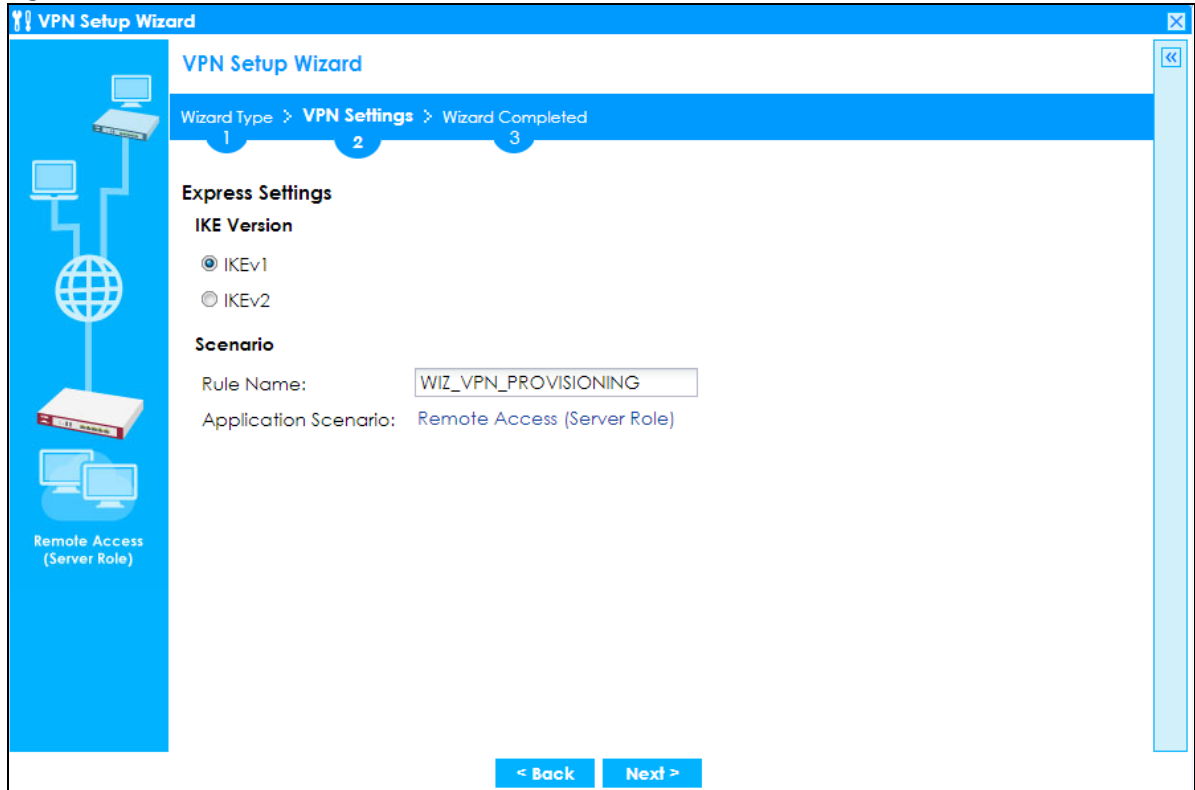 VPN Setup Wizard
VPN Setup Wizard
Wizard Type > VPN Settings > Wizard Completed
1 2 3
Express Settings
IKE Version
IKEv1
IKEv2
Scenario
Rule Name: WIZ_VPN_PROVISIONING
Application Scenario: Remote Access (Server Role)
Remote Access
(Server Role)
< Back Next >